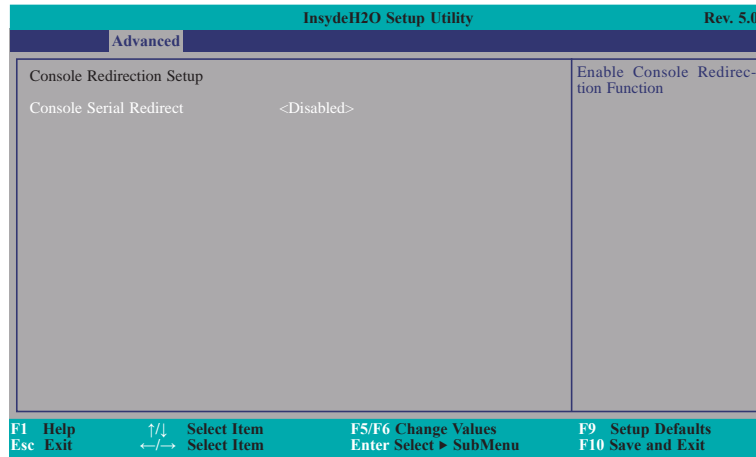 InsydeH2O Setup Utility Rev. 5.0
Advanced
Console Redirection Setup
Console Serial Redirect <Disabled>
Enable Console Redirec-
tion Function
F1 Help ↑/↓ Select Item F5/F6 Change Values F9 Setup Defaults
Esc Exit ←/→ Select Item Enter Select ► SubMenu F10 Save and Exit